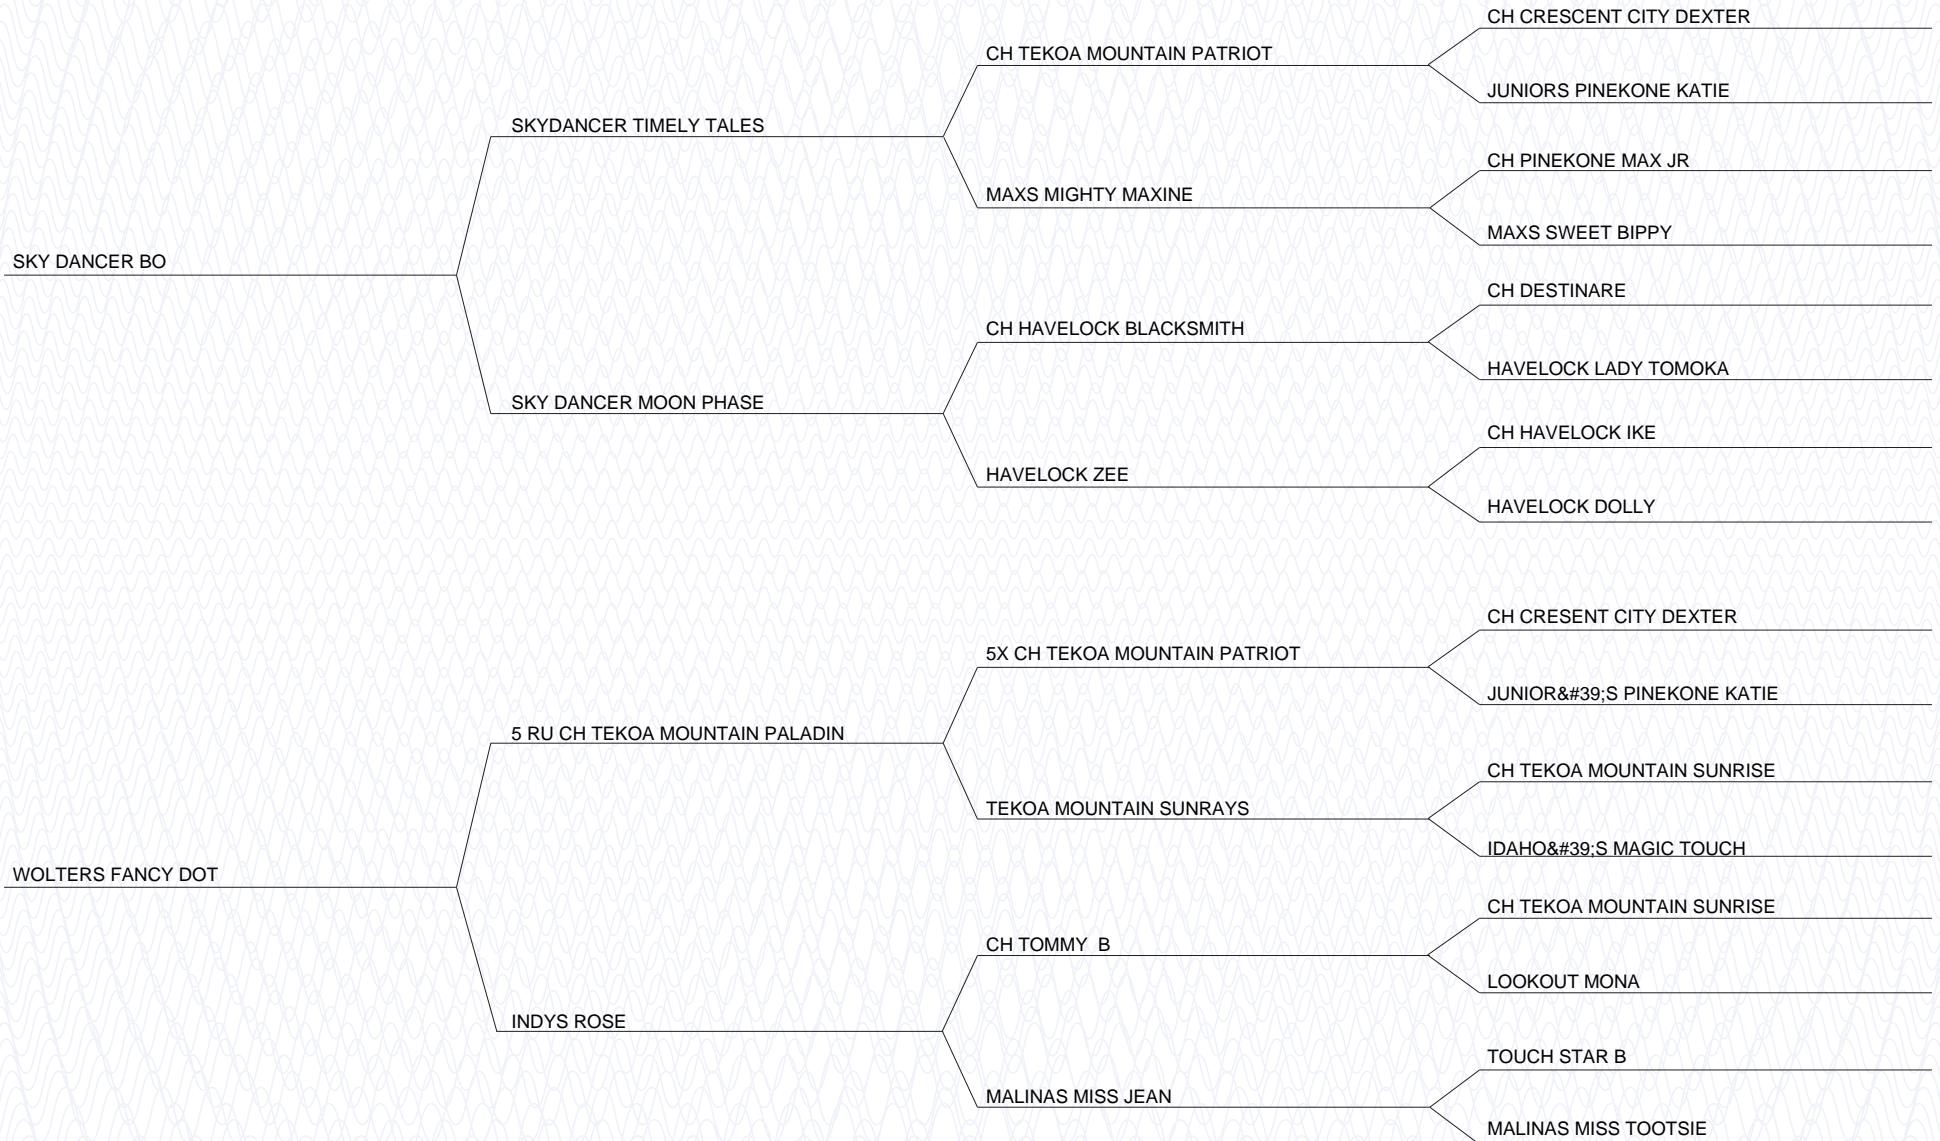 CH CRESCENT CITY DEXTER
CH TEKOA MOUNTAIN PATRIOT
JUNIORS PINEKONE KATIE
SKYDANCER TIMELY TALES
CH PINEKONE MAX JR
MAXS MIGHTY MAXINE
MAXS SWEET BIPPY
SKY DANCER BO
CH DESTINARE
CH HAVELOCK BLACKSMITH
HAVELOCK LADY TOMOKA
SKY DANCER MOON PHASE
CH HAVELOCK IKE
HAVELOCK ZEE
HAVELOCK DOLLY
CH CRESENT CITY DEXTER
5X CH TEKOA MOUNTAIN PATRIOT
JUNIOR&#39;S PINEKONE KATIE
5 RU CH TEKOA MOUNTAIN PALADIN
CH TEKOA MOUNTAIN SUNRISE
TEKOA MOUNTAIN SUNRAYS
IDAHO&#39;S MAGIC TOUCH
WOLTERS FANCY DOT
CH TEKOA MOUNTAIN SUNRISE
CH TOMMY  B
LOOKOUT MONA
INDYS ROSE
TOUCH STAR B
MALINAS MISS JEAN
MALINAS MISS TOOTSIE